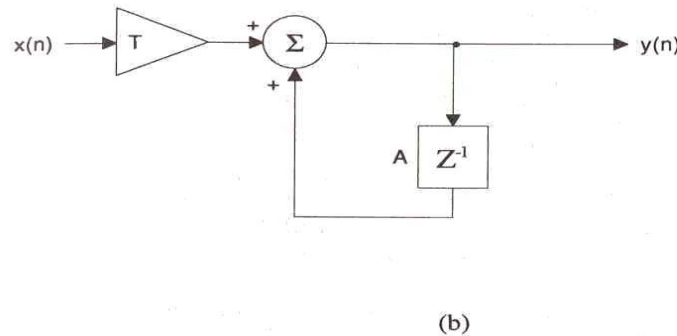 x(n) T + Σ y(n)
+
A Z⁻¹
(b)